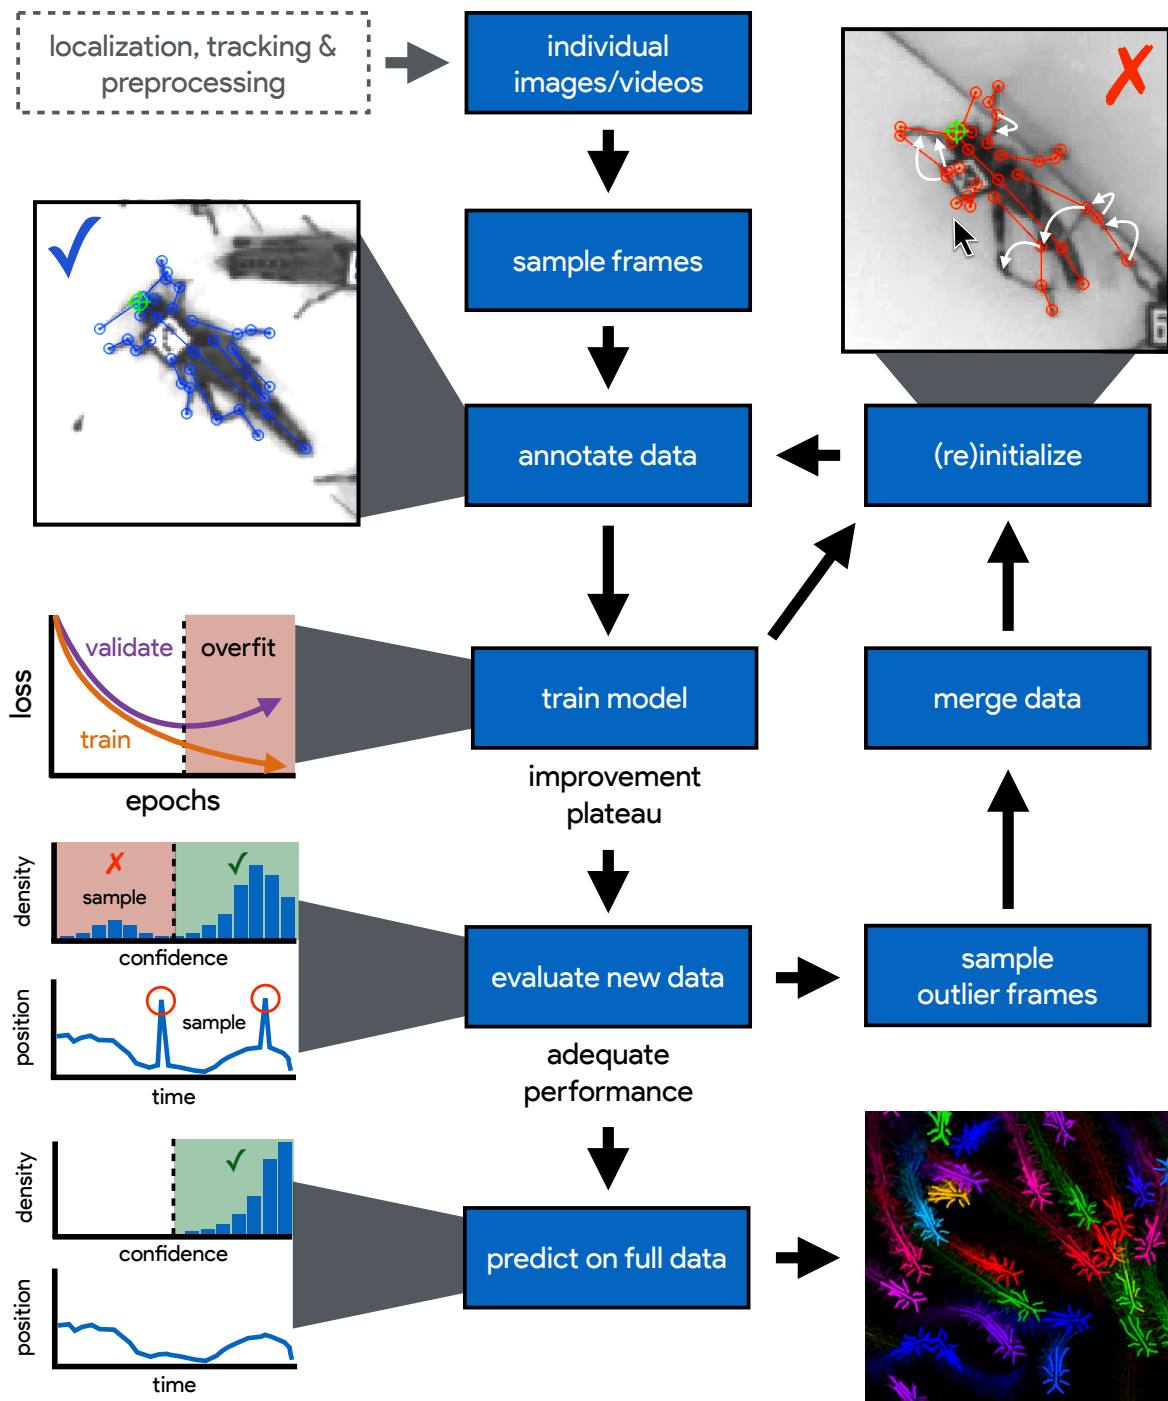 localization, tracking &
preprocessing
individual
images/videos
sample frames
annotate data
(re)initialize
6
loss
validate
overfit
train
epochs
train model
merge data
improvement
plateau
density
sample
confidence
position
sample
time
evaluate new data
sample
outlier frames
adequate
performance
density
confidence
position
time
predict on full data